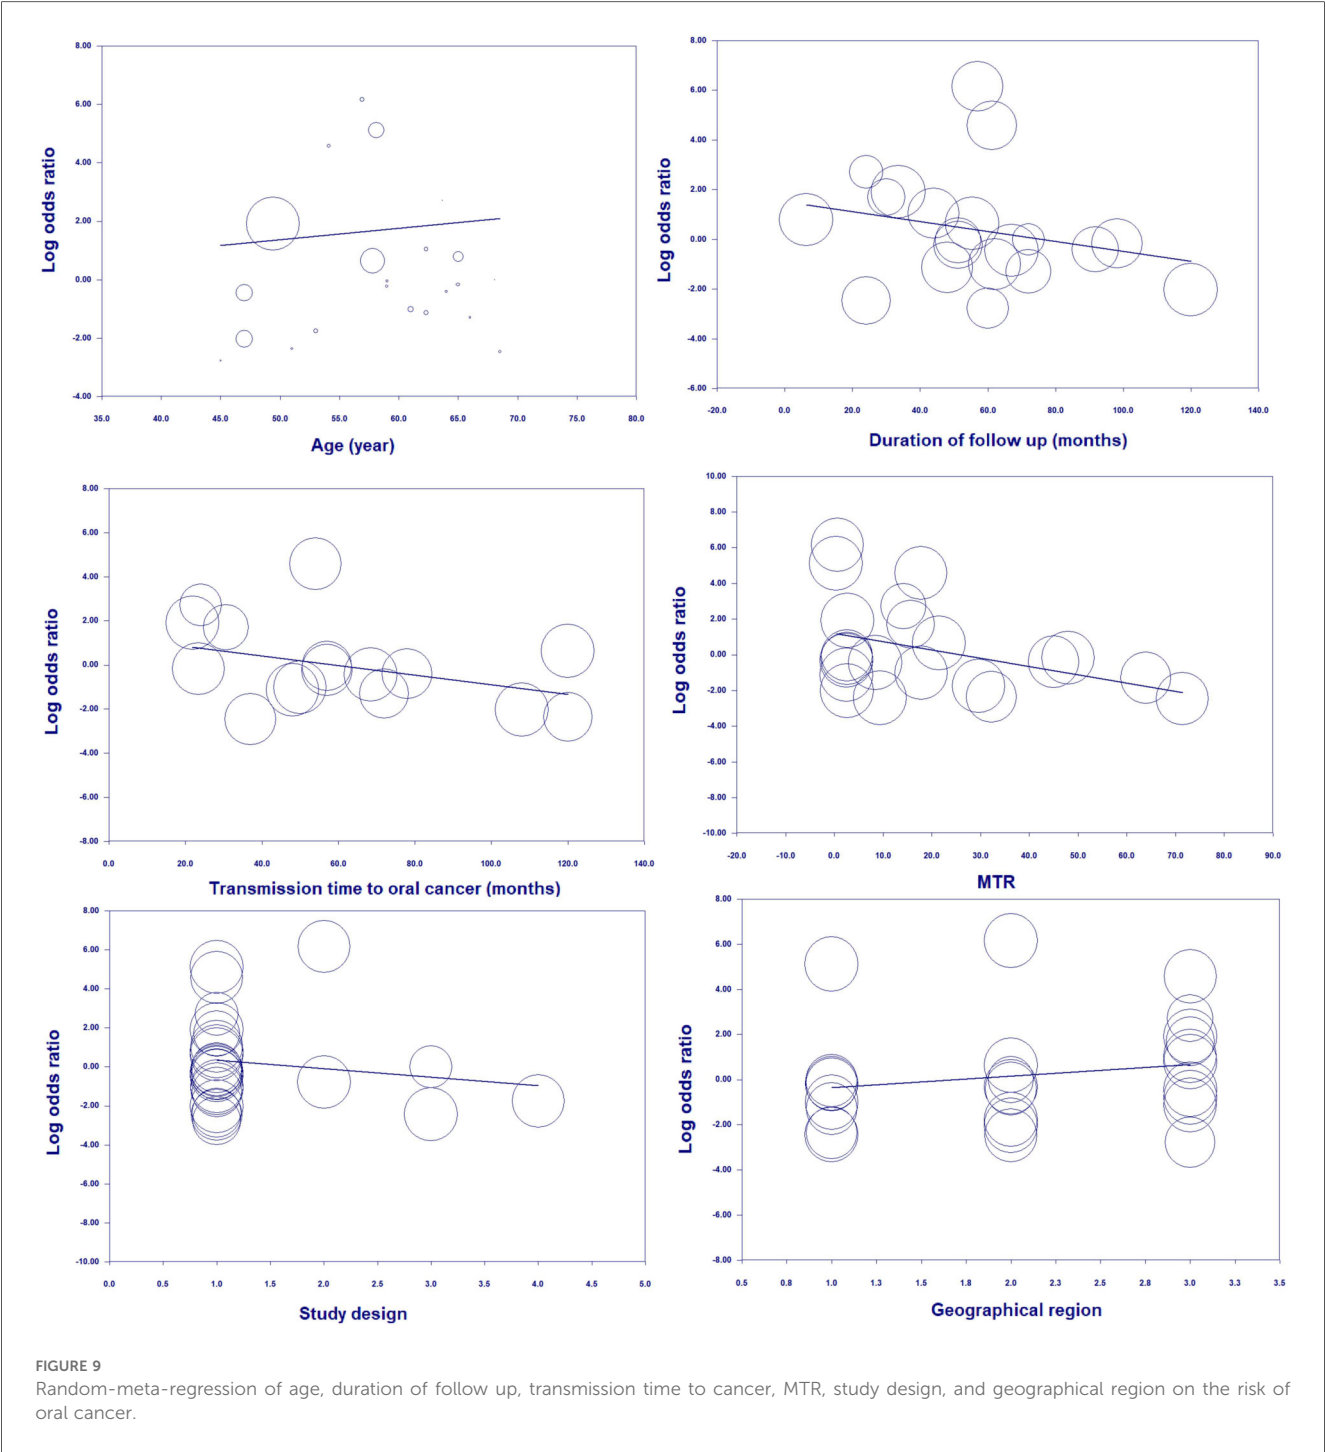 8.00
6.00
4.00
2.00
0.00
-2.00
-4.00
Log odds ratio
35.0 40.0 45.0 50.0 55.0 60.0 65.0 70.0 75.0 80.0
Age (year)
8.00
6.00
4.00
2.00
0.00
-2.00
-4.00
-6.00
Log odds ratio
-20.0 0.0 20.0 40.0 60.0 80.0 100.0 120.0 140.0
Duration of follow up (months)
8.00
6.00
4.00
2.00
0.00
-2.00
-4.00
-6.00
-8.00
Log odds ratio
0.0 20.0 40.0 60.0 80.0 100.0 120.0 140.0
Transmission time to oral cancer (months)
10.00
8.00
6.00
4.00
2.00
0.00
-2.00
-4.00
-6.00
-8.00
-10.00
Log odds ratio
-20.0 -10.0 0.0 10.0 20.0 30.0 40.0 50.0 60.0 70.0 80.0 90.0
MTR
8.00
6.00
4.00
2.00
0.00
-2.00
-4.00
-6.00
-8.00
-10.00
Log odds ratio
0.0 0.5 1.0 1.5 2.0 2.5 3.0 3.5 4.0 4.5 5.0
Study design
8.00
6.00
4.00
2.00
0.00
-2.00
-4.00
-6.00
-8.00
Log odds ratio
0.5 0.8 1.0 1.3 1.5 1.8 2.0 2.3 2.5 2.8 3.0 3.3 3.5
Geographical region
FIGURE 9
Random-meta-regression of age, duration of follow up, transmission time to cancer, MTR, study design, and geographical region on the risk of
oral cancer.